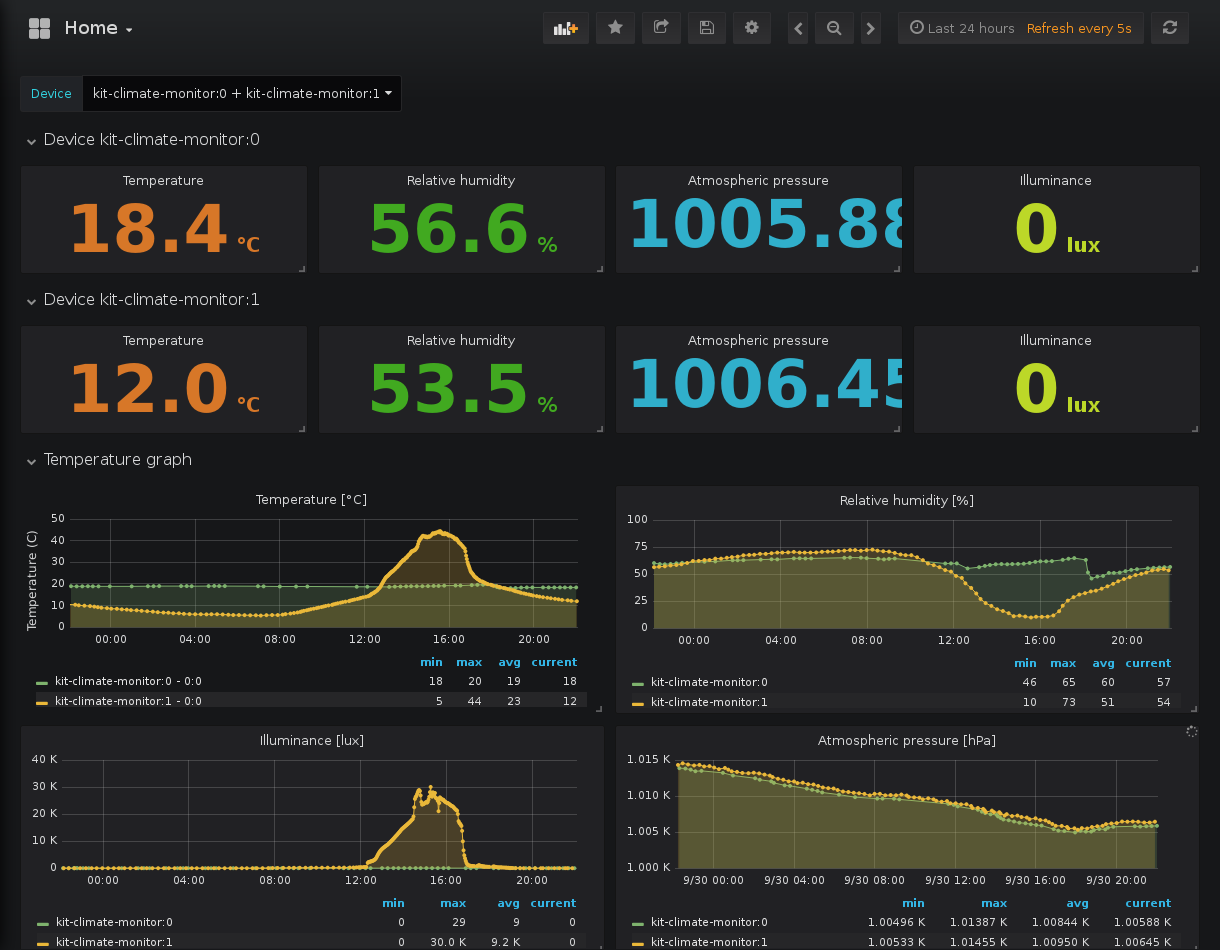 Home
Last 24 hours Refresh every 5s
Device kit-climate-monitor:0 + kit-climate-monitor:1
Device kit-climate-monitor:0
Temperature Relative humidity Atmospheric pressure Illuminance
18.4 °C 56.6 % 1005.88 0 lux
Device kit-climate-monitor:1
Temperature Relative humidity Atmospheric pressure Illuminance
12.0 °C 53.5 % 1006.45 0 lux
Temperature graph
Temperature [°C]
Temperature (C)
50
40
30
20
10
0
00:00 04:00 08:00 12:00 16:00 20:00
min max avg current
kit-climate-monitor:0 - 0:0 18 20 19 18
kit-climate-monitor:1 - 0:0 5 44 23 12
Relative humidity [%]
100
75
50
25
0
00:00 04:00 08:00 12:00 16:00 20:00
min max avg current
kit-climate-monitor:0 46 65 60 57
kit-climate-monitor:1 10 73 51 54
Illuminance [lux]
40 K
30 K
20 K
10 K
0
00:00 04:00 08:00 12:00 16:00 20:00
min max avg current
kit-climate-monitor:0 0 29 9 0
kit-climate-monitor:1 0 30.0 K 9.2 K 0
Atmospheric pressure [hPa]
1.015 K
1.010 K
1.005 K
1.000 K
9/30 00:00 9/30 04:00 9/30 08:00 9/30 12:00 9/30 16:00 9/30 20:00
min max avg current
kit-climate-monitor:0 1.00496 K 1.01387 K 1.00844 K 1.00588 K
kit-climate-monitor:1 1.00533 K 1.01455 K 1.00950 K 1.00645 K